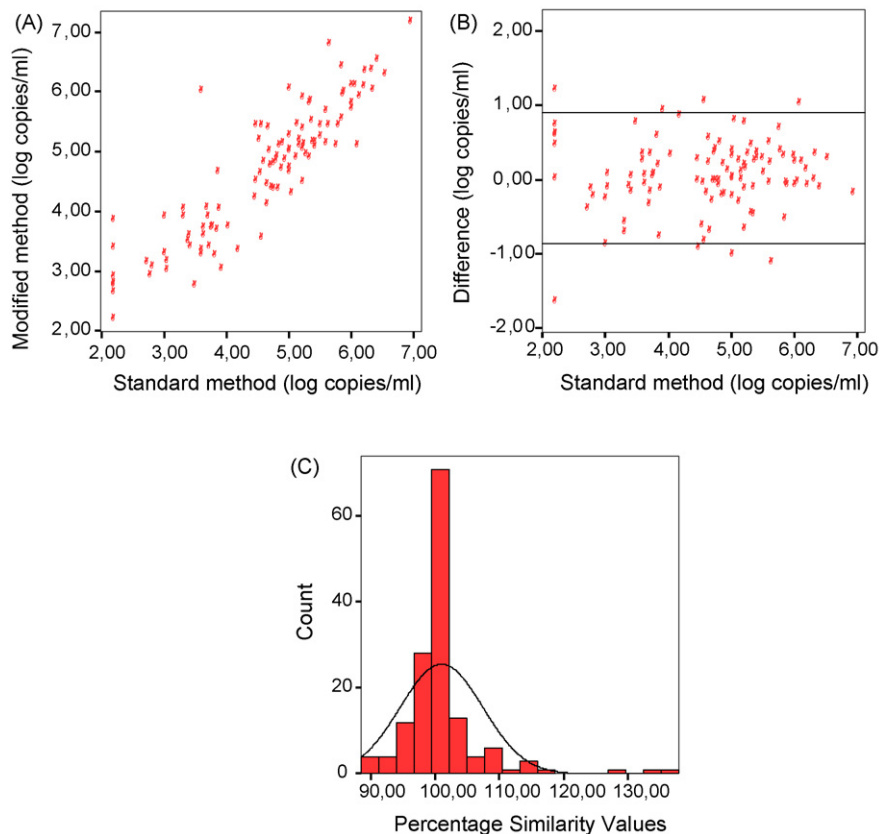 (A)
Modified method (log copies/ml)
7,00
6,00
5,00
4,00
3,00
2,00
2,00 3,00 4,00 5,00 6,00 7,00
Standard method (log copies/ml)
(B)
Difference (log copies/ml)
2,00
1,00
0,00
-1,00
-2,00
2,00 3,00 4,00 5,00 6,00 7,00
Standard method (log copies/ml)
(C)
Count
60
40
20
0
90,00 100,00 110,00 120,00 130,00
Percentage Similarity Values